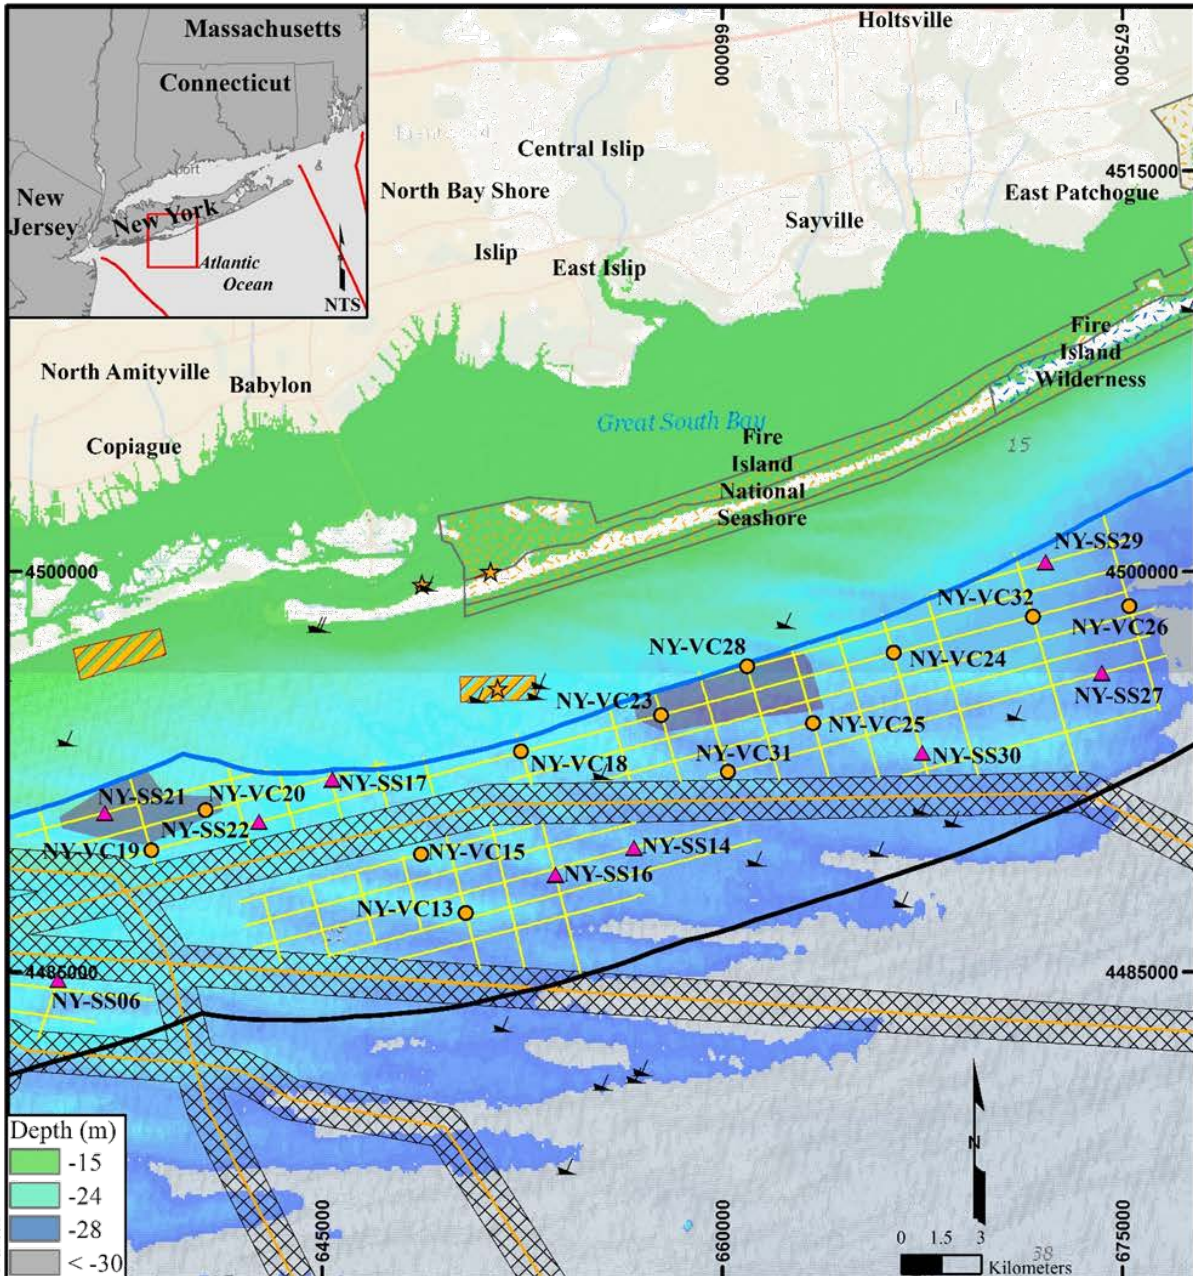 Massachusetts
Connecticut
New
Jersey
New York
Atlantic
Ocean
NTS
660000
675000
Holtsville
Central Islip
North Bay Shore
4515000
East Patchogue
Sayville
Islip
East Islip
Fire
Island
Wilderness
North Amityville
Babylon
Copiague
Great South Bay
Fire
Island
National
Seashore
15
4500000
4500000
NY-SS29
NY-VC32
NY-VC26
NY-VC28
NY-VC24
NY-SS27
NY-VC23
NY-VC25
NY-VC18
NY-VC31
NY-SS30
NY-SS17
NY-SS21
NY-VC20
NY-SS22
NY-VC19
NY-VC15
NY-SS14
NY-SS16
NY-VC13
4485000
4485000
NY-SS06
Depth (m)
-15
-24
-28
< -30
645000
660000
675000
N
0 1.5 3
Kilometers
38